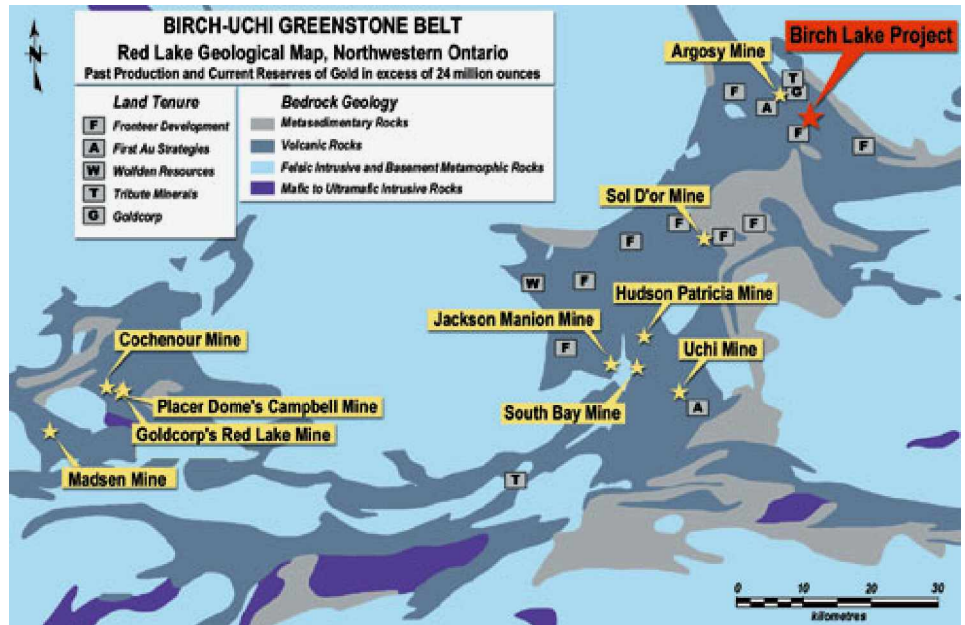 N
BIRCH-UCHI GREENSTONE BELT
Red Lake Geological Map, Northwestern Ontario
Past Production and Current Reserves of Gold in excess of 24 million ounces
Land Tenure
F Fronteer Development
A First Au Strategies
W Wolfden Resources
T Tribute Minerals
G Goldcorp
Bedrock Geology
Metasedimentary Rocks
Volcanic Rocks
Felsic Intrusive and Basement Metamorphic Rocks
Mafic to Ultramafic Intrusive Rocks
Birch Lake Project
Argosy Mine
T
F
G
A
F
F
Sol D'or Mine
F
F
F
F
W
F
Hudson Patricia Mine
Jackson Manion Mine
F
Uchi Mine
Cochenour Mine
Placer Dome's Campbell Mine
South Bay Mine
A
Goldcorp's Red Lake Mine
Madsen Mine
T
0 10 20 30
kilometres